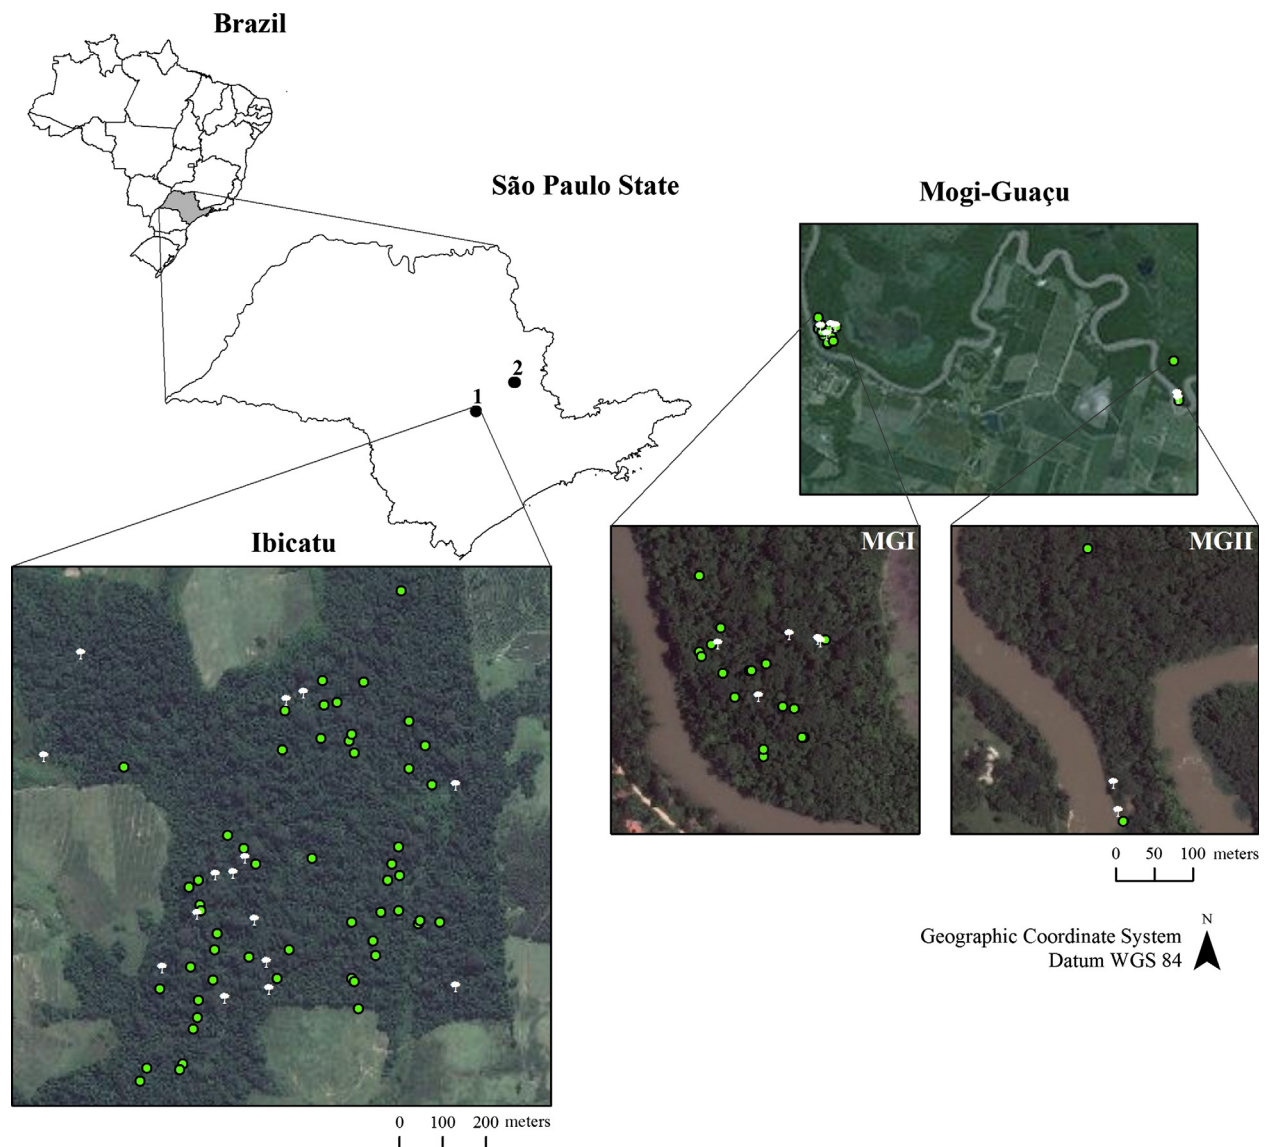 Brazil
São Paulo State
Mogi-Guaçu
2
1
Ibicatu
MGI
MGII
0 50 100 meters
N
Geographic Coordinate System
Datum WGS 84
0 100 200 meters